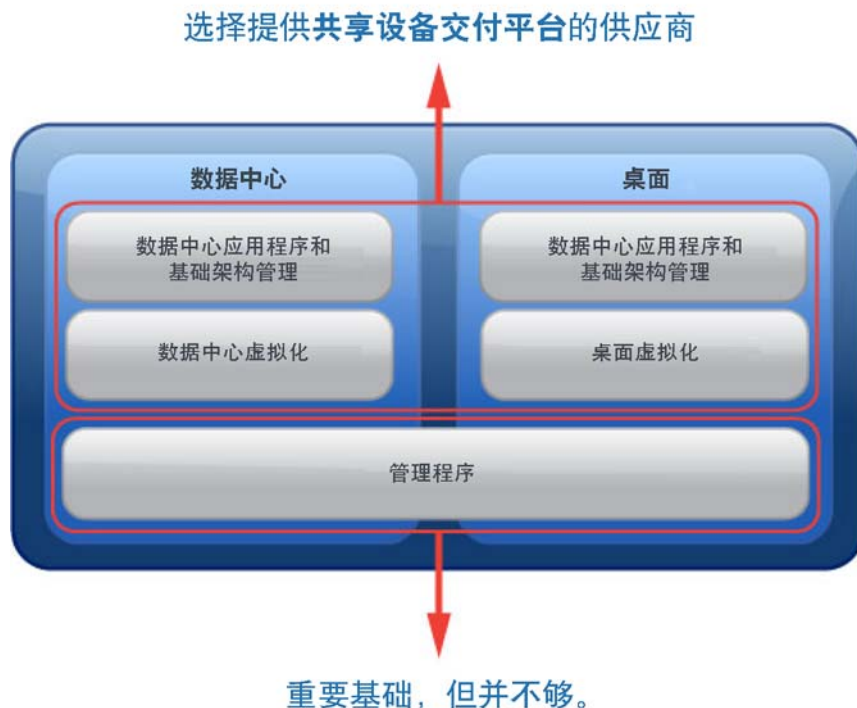 选择提供共享设备交付平台的供应商
数据中心
桌面
数据中心应用程序和
基础架构管理
数据中心应用程序和
基础架构管理
数据中心虚拟化
桌面虚拟化
管理程序
重要基础，但并不够。